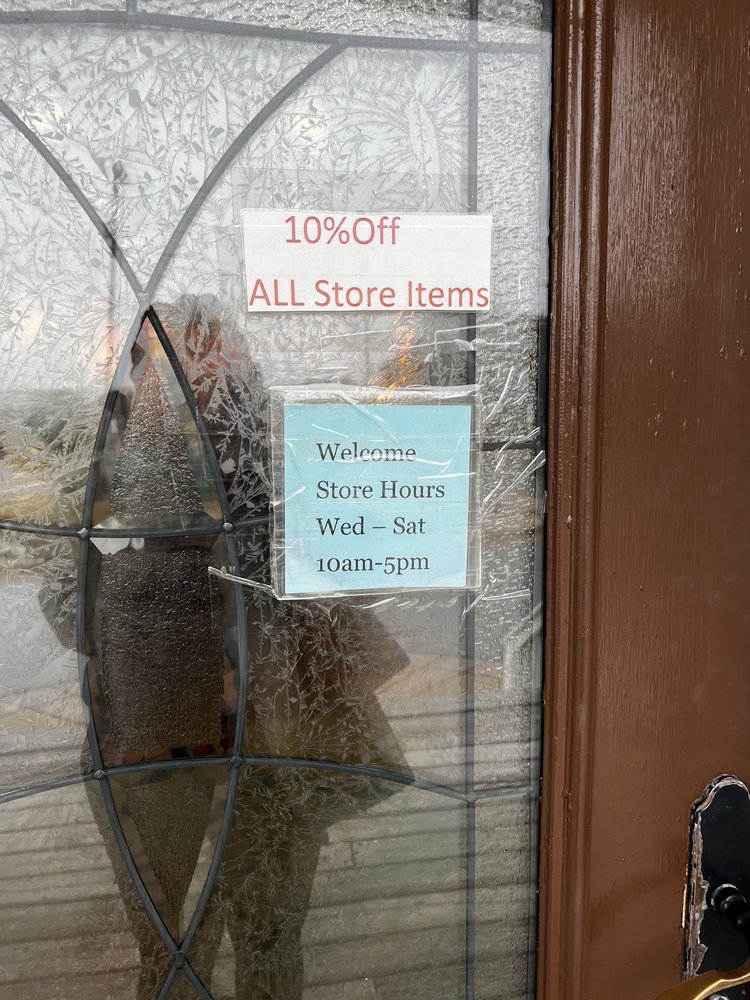 10%Off
ALL Store Items
Welcome
Store Hours
Wed – Sat
10am-5pm